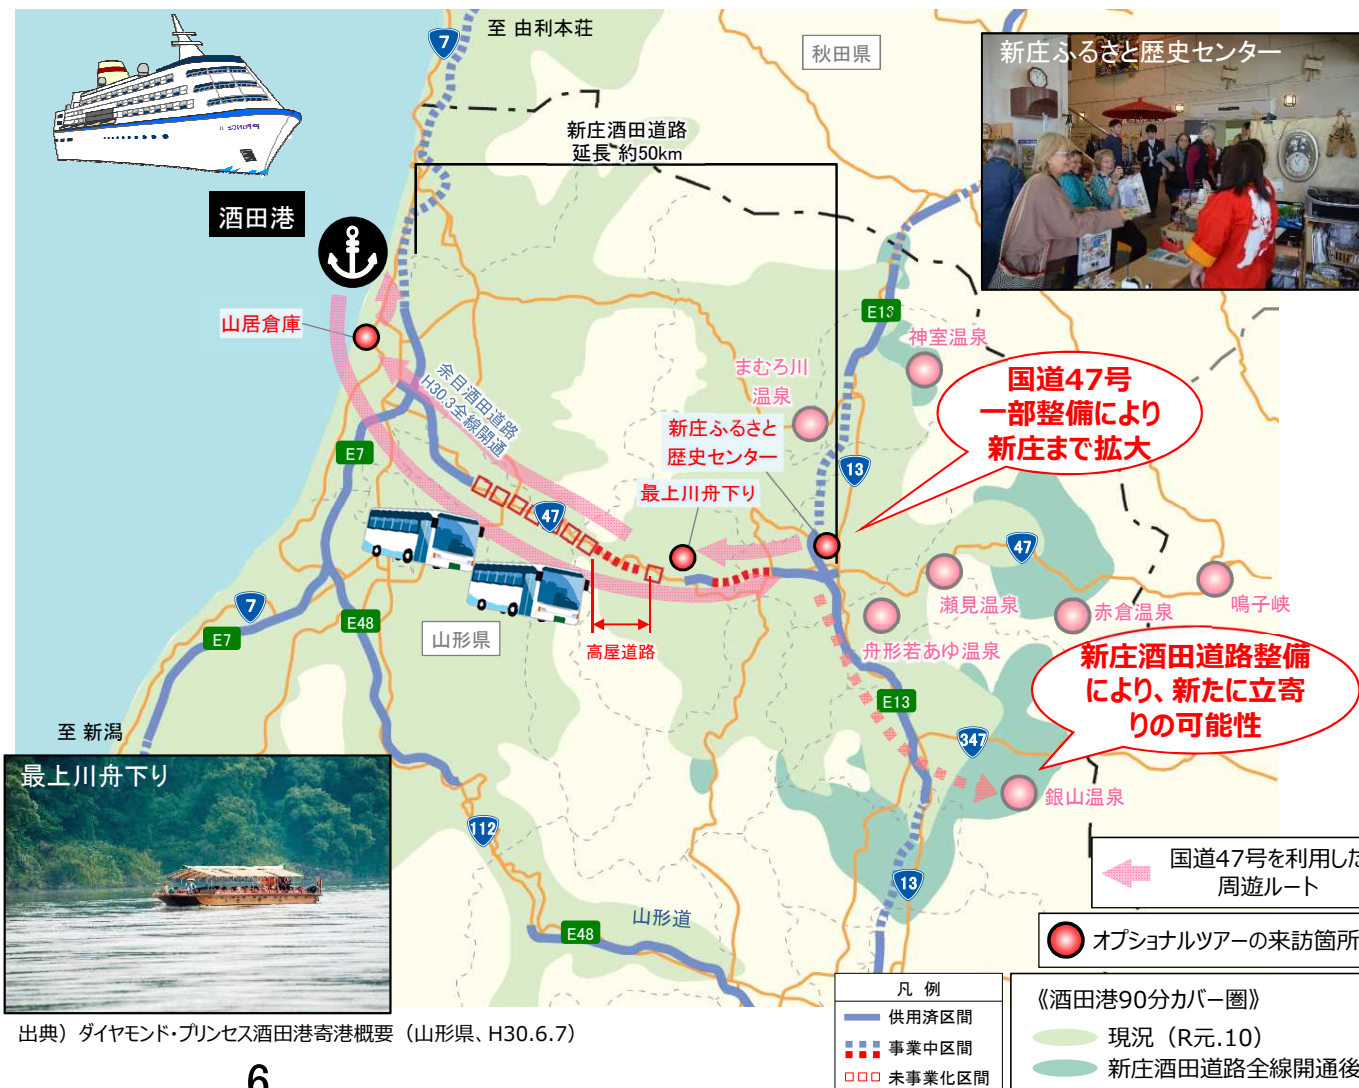 至 由利本荘
7
秋田県
新庄ふるさと歴史センター
新庄酒田道路
延長 約50km
酒田港
山居倉庫
E13
神室温泉
まむろ川
温泉
国道47号
一部整備により
新庄まで拡大
余目酒田道路
H30.3全線開通
新庄ふるさと
歴史センター
E7
13
最上川舟下り
47
47
瀬見温泉
赤倉温泉
鳴子峡
7
E7
E48
山形県
高屋道路
舟形若あゆ温泉
新庄酒田道路整備
により、新たに立寄
りの可能性
E13
347
至 新潟
銀山温泉
最上川舟下り
112
13
山形道
E48
国道47号を利用した
周遊ルート
オプショナルツアーの来訪箇所
凡 例
供用済区間
事業中区間
未事業化区間
《酒田港90分カバー圏》
現況（R元.10）
新庄酒田道路全線開通後
出典）ダイヤモンド・プリンセス酒田港寄港概要（山形県、H30.6.7）
6